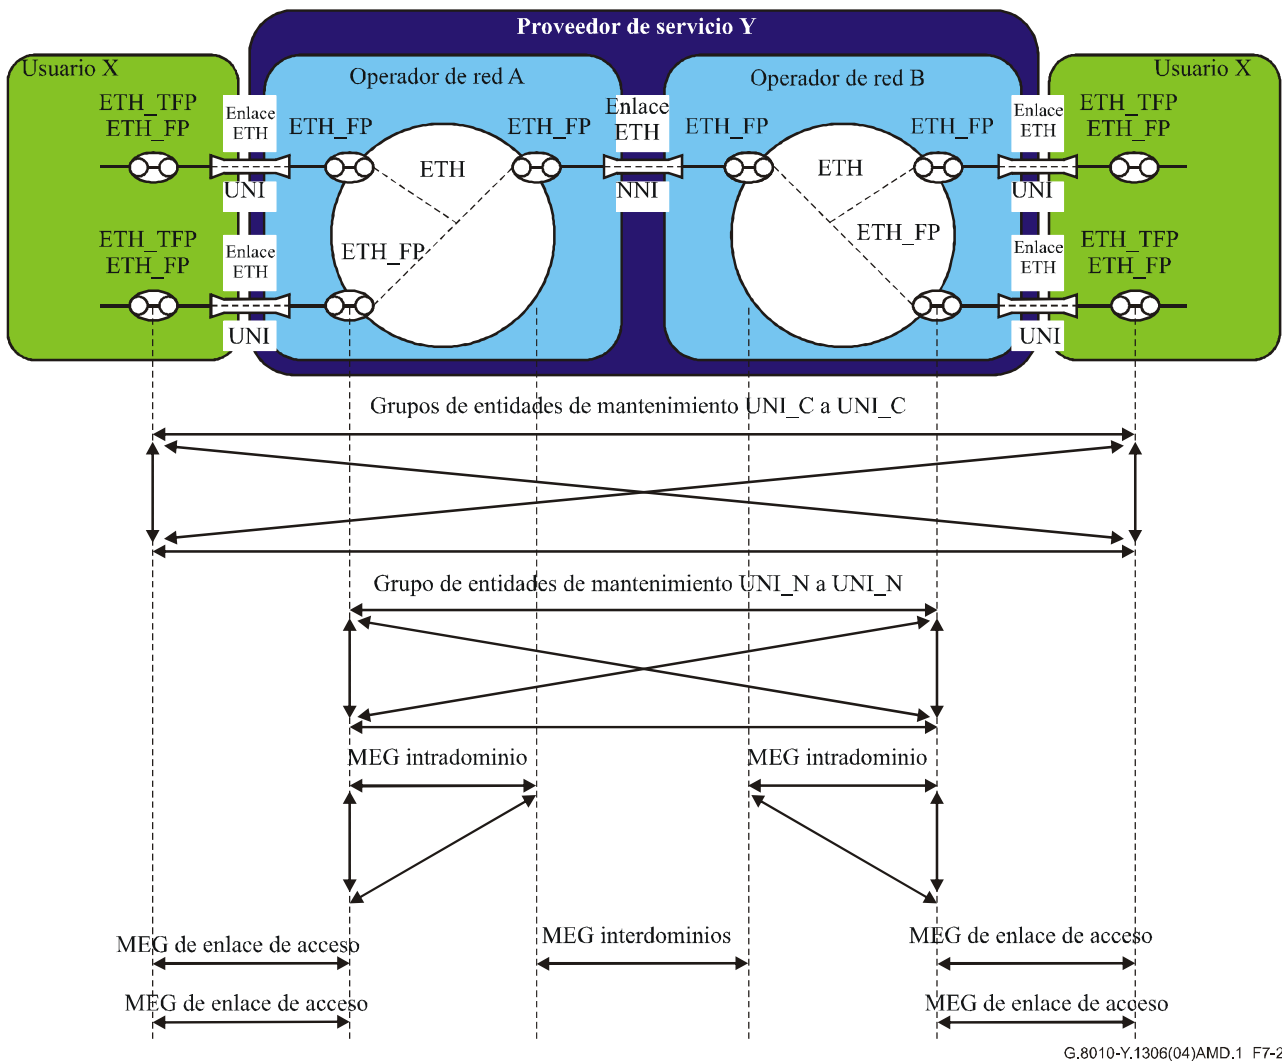 Proveedor de servicio Y
Usuario X
Operador de red A
Operador de red B
Usuario X
ETH_TFP
ETH_FP
Enlace
ETH
ETH_FP
ETH_FP
Enlace
ETH
ETH_FP
ETH_FP
Enlace
ETH
ETH_TFP
ETH_FP
ETH
ETH
UNI
NNI
UNI
ETH_TFP
ETH_FP
Enlace
ETH
ETH_FP
ETH_FP
Enlace
ETH
ETH_TFP
ETH_FP
UNI
UNI
Grupos de entidades de mantenimiento UNI_C a UNI_C
Grupo de entidades de mantenimiento UNI_N a UNI_N
MEG intradominio
MEG intradominio
MEG de enlace de acceso
MEG interdominios
MEG de enlace de acceso
MEG de enlace de acceso
MEG de enlace de acceso
G.8010-Y.1306(04)AMD.1_F7-2